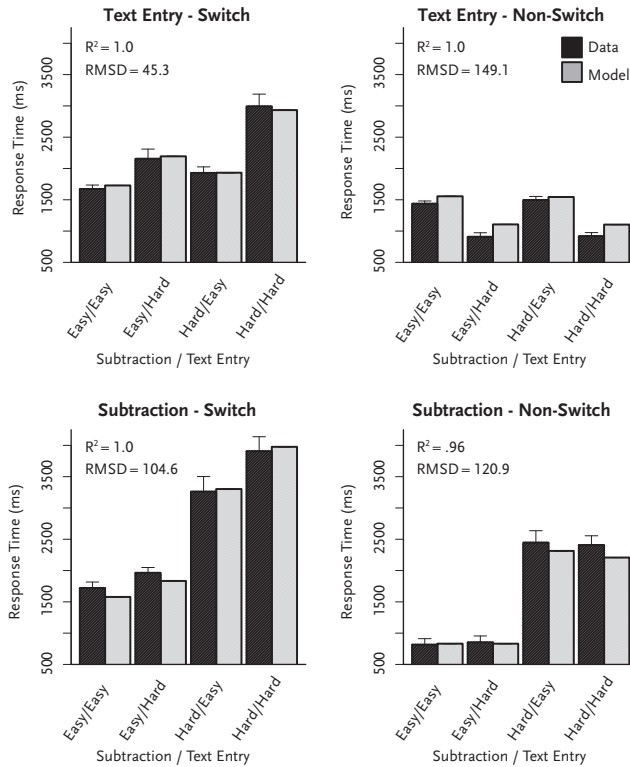 Text Entry - Switch
R² = 1.0
RMSD = 45.3
Response Time (ms)
3500
2500
1500
500
Easy/Easy
Easy/Hard
Hard/Easy
Hard/Hard
Subtraction / Text Entry
Text Entry - Non-Switch
R² = 1.0
RMSD = 149.1
Data
Model
Response Time (ms)
3500
2500
1500
500
Easy/Easy
Easy/Hard
Hard/Easy
Hard/Hard
Subtraction / Text Entry
Subtraction - Switch
R² = 1.0
RMSD = 104.6
Response Time (ms)
3500
2500
1500
500
Easy/Easy
Easy/Hard
Hard/Easy
Hard/Hard
Subtraction / Text Entry
Subtraction - Non-Switch
R² = .96
RMSD = 120.9
Response Time (ms)
3500
2500
1500
500
Easy/Easy
Easy/Hard
Hard/Easy
Hard/Hard
Subtraction / Text Entry